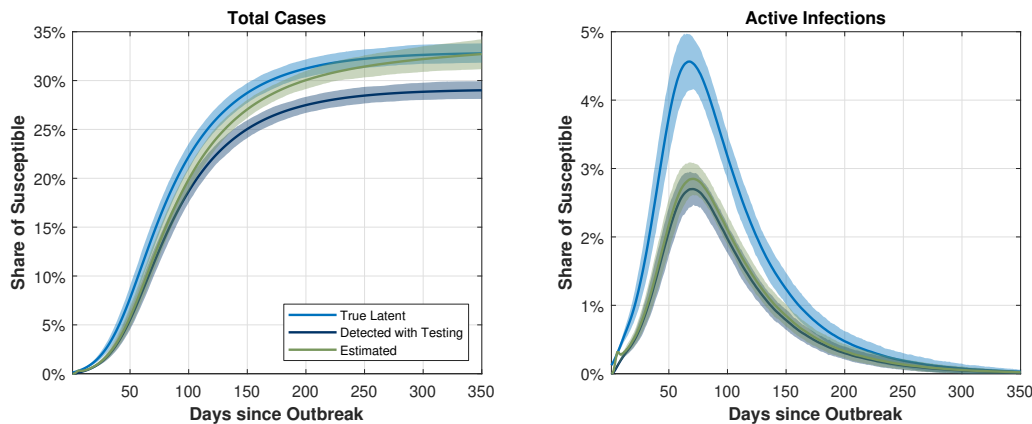 Total Cases
35%
30%
25%
20%
15%
10%
5%
0%
Share of Susceptible
50 100 150 200 250 300 350
Days since Outbreak
True Latent
Detected with Testing
Estimated
Active Infections
5%
4%
3%
2%
1%
0%
Share of Susceptible
50 100 150 200 250 300 350
Days since Outbreak